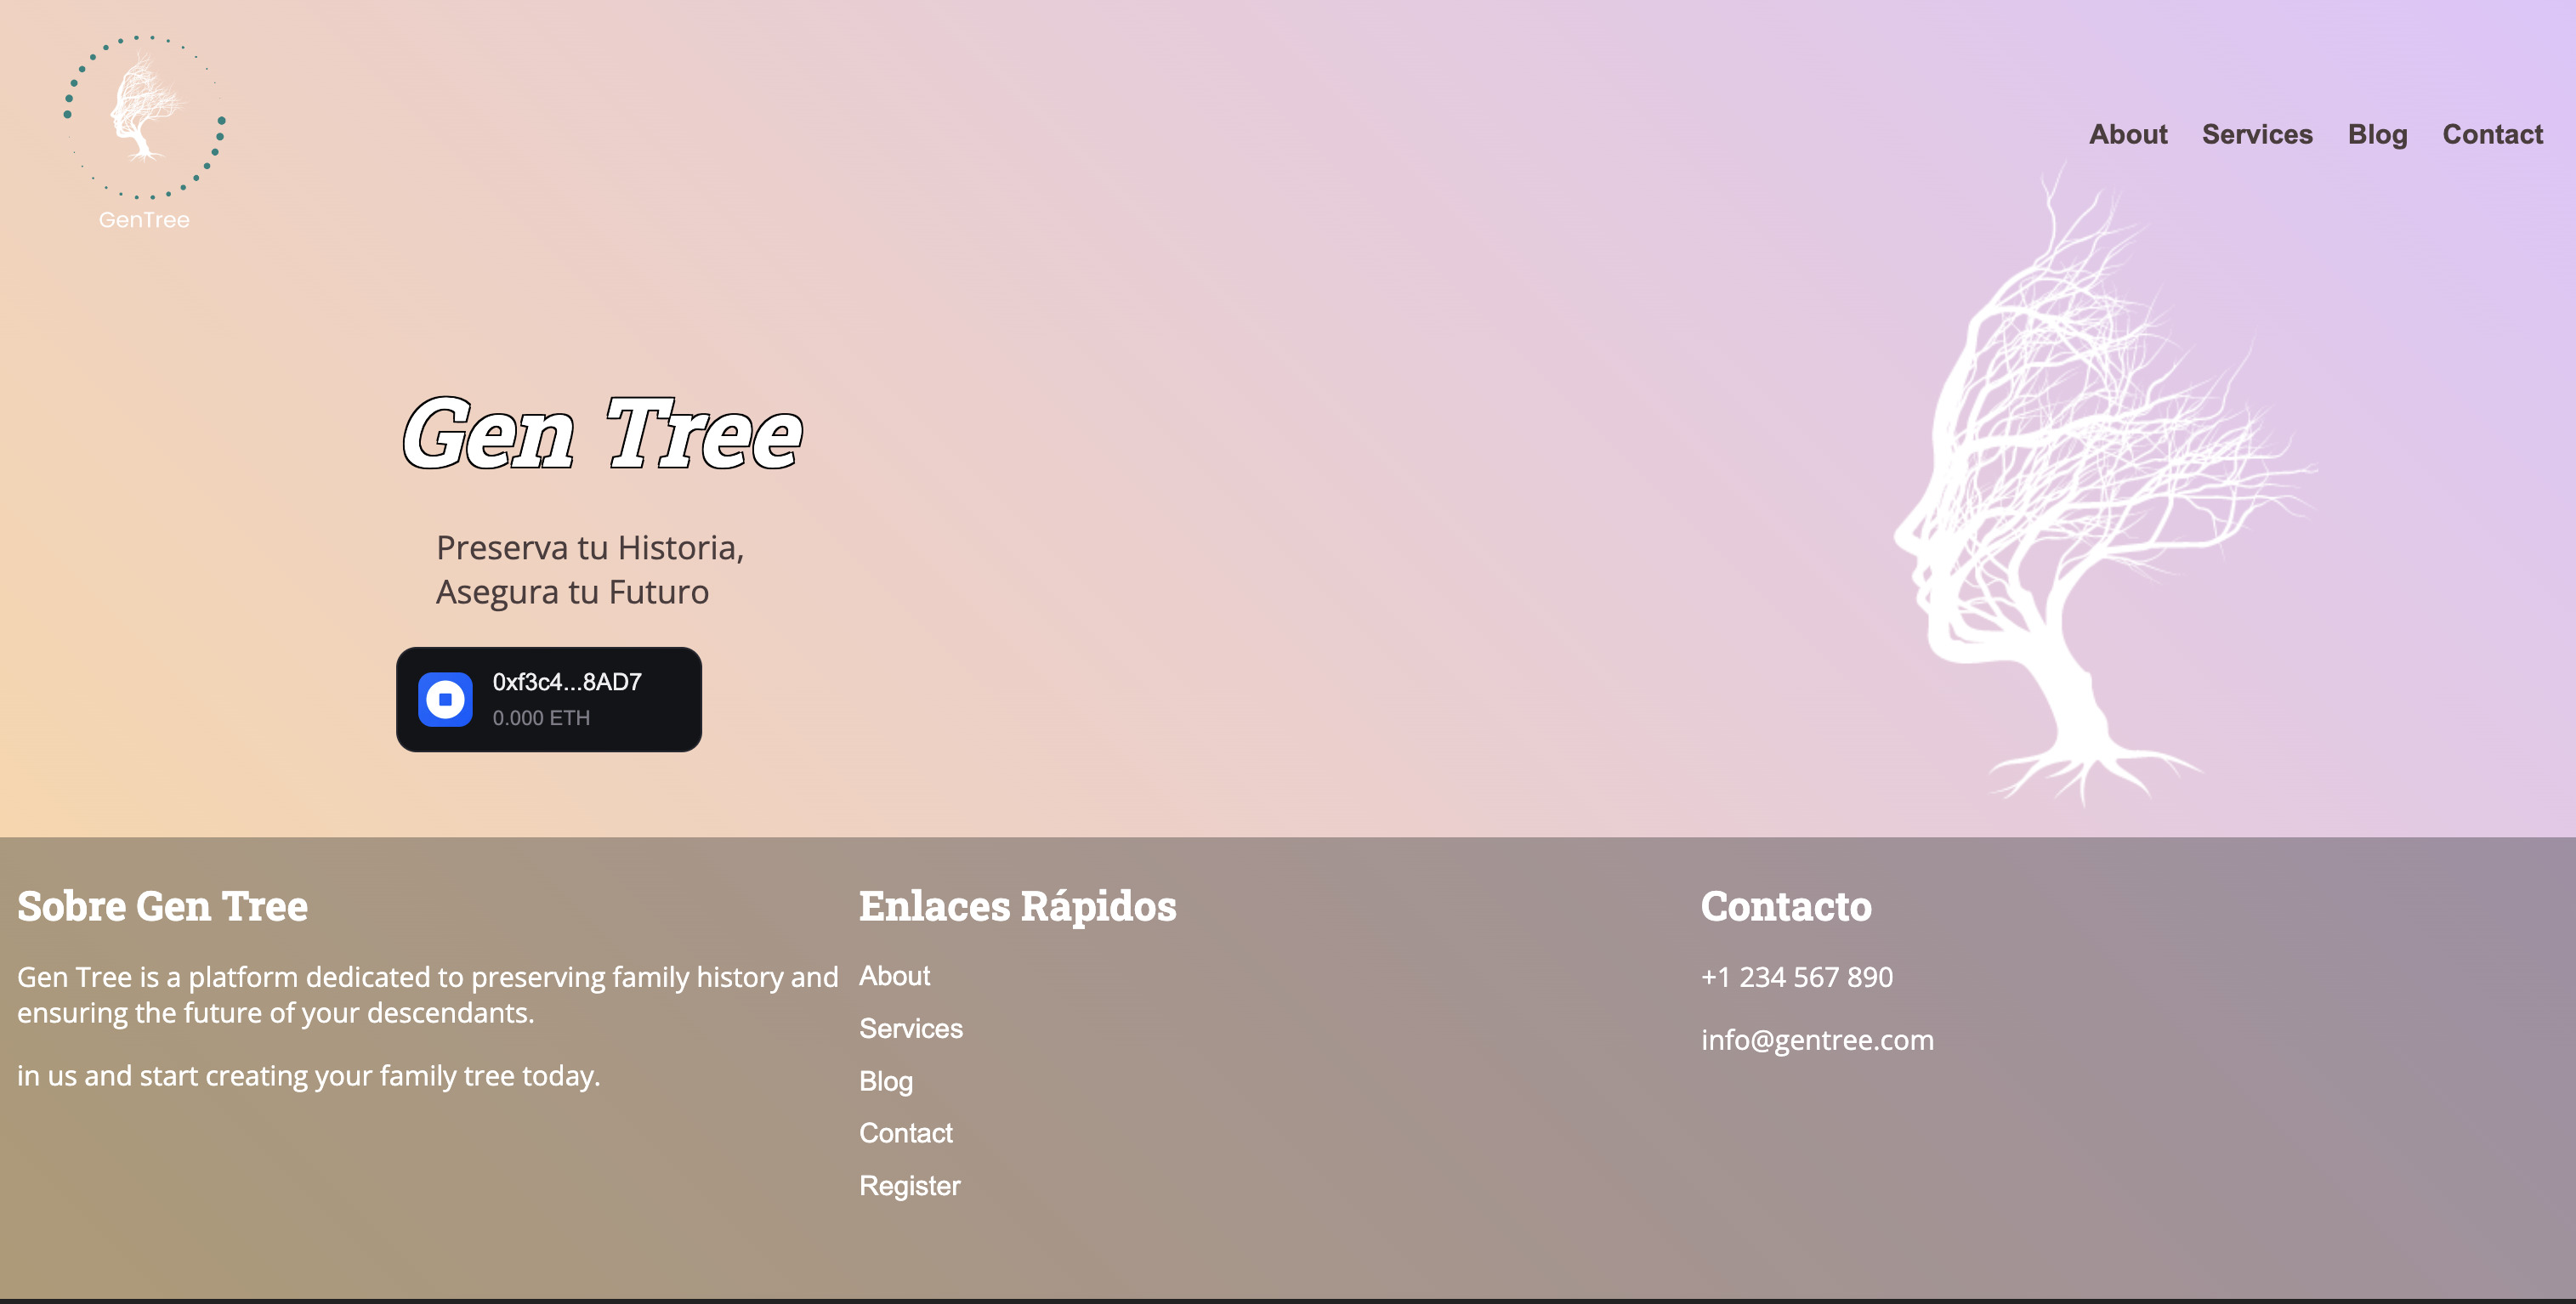 GenTree
About Services Blog Contact
Gen Tree
Preserva tu Historia,
Asegura tu Futuro
0xf3c4...8AD7
0.000 ETH
Sobre Gen Tree
Gen Tree is a platform dedicated to preserving family history and
ensuring the future of your descendants.
in us and start creating your family tree today.
Enlaces Rápidos
About
Services
Blog
Contact
Register
Contacto
+1 234 567 890
info@gentree.com